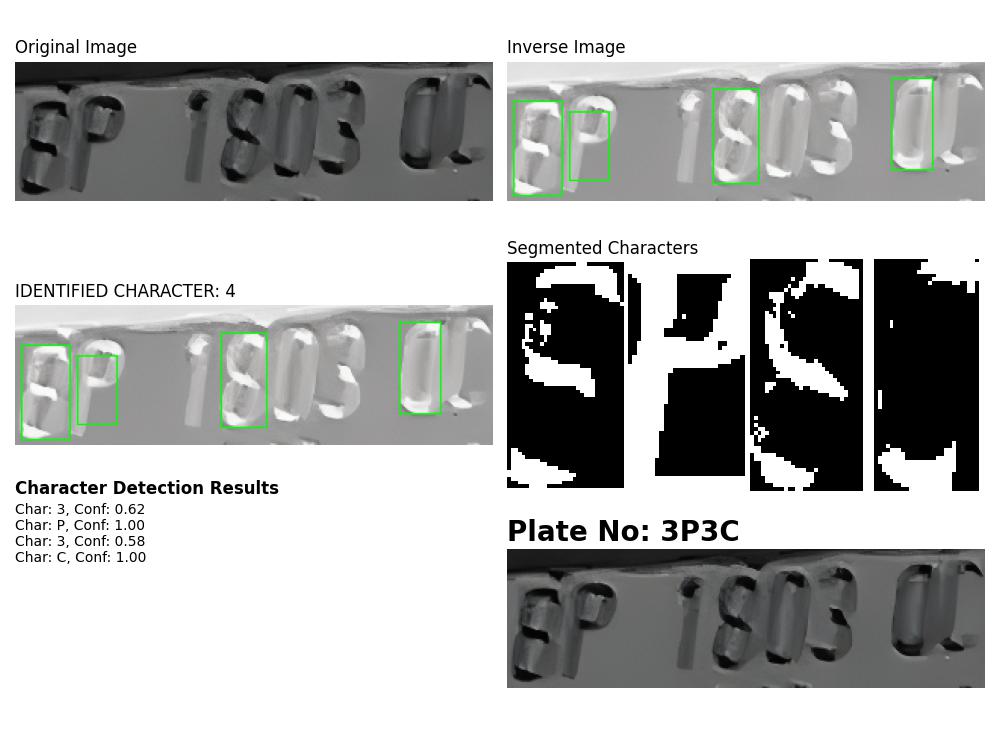 Original Image
Inverse Image
IDENTIFIED CHARACTER: 4
Segmented Characters
Character Detection Results
Char: 3, Conf: 0.62
Char: P, Conf: 1.00
Char: 3, Conf: 0.58
Char: C, Conf: 1.00
Plate No: 3P3C